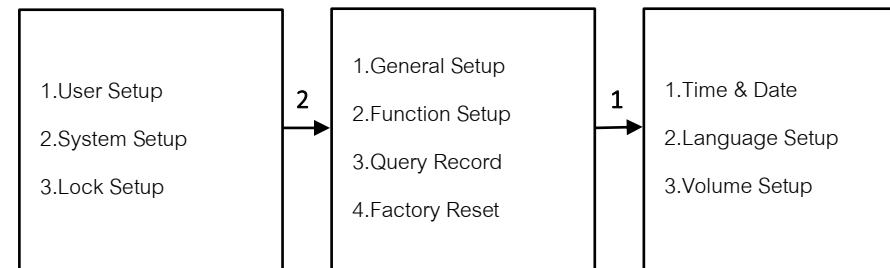 1.User Setup
2.System Setup
3.Lock Setup
2
1.General Setup
2.Function Setup
3.Query Record
4.Factory Reset
1
1.Time & Date
2.Language Setup
3.Volume Setup